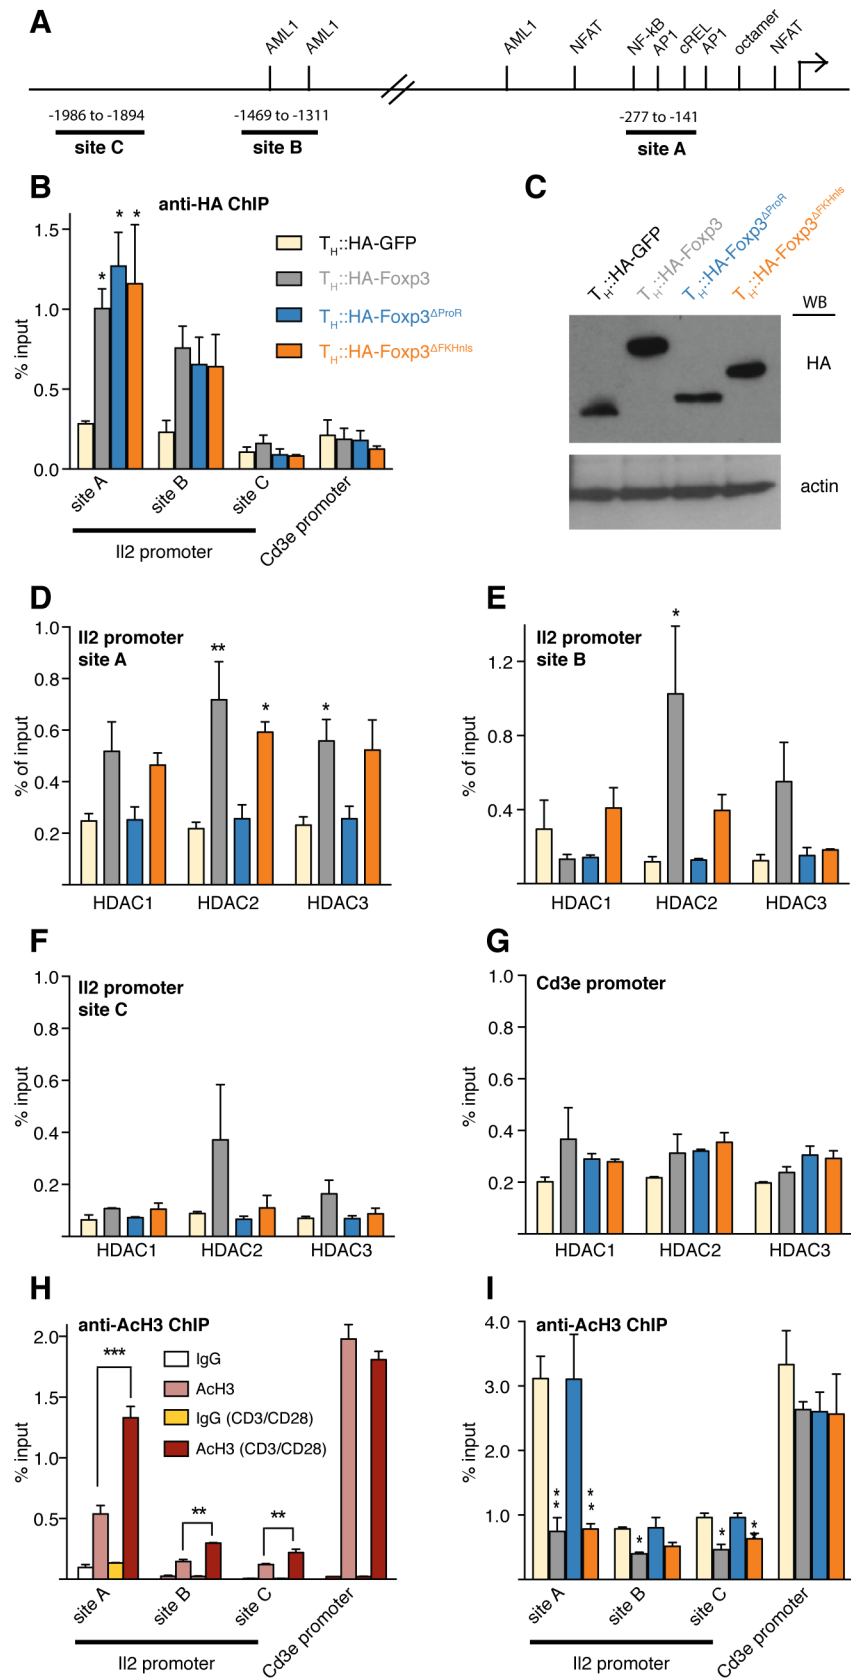 A
AML1 AML1 AML1 NFAT NF-kB AP1 cREL AP1 octamer NFAT
-1986 to -1894 -1469 to -1311 -277 to -141
site C site B site A
B
anti-HA ChIP
% input
1.5
1.0
0.5
0.0
* * *
TH::HA-GFP
TH::HA-Foxp3
TH::HA-Foxp3ΔProR
TH::HA-Foxp3ΔFKHnls
site A site B site C Cd3e promoter
Il2 promoter
C
TH::HA-GFP TH::HA-Foxp3 TH::HA-Foxp3ΔProR TH::HA-Foxp3ΔFKHnls
WB
HA
actin
D
Il2 promoter
site A
% of input
1.0
0.8
0.6
0.4
0.2
** * *
HDAC1 HDAC2 HDAC3
E
Il2 promoter
site B
% of input
1.2
0.8
0.4
*
HDAC1 HDAC2 HDAC3
F
Il2 promoter
site C
% input
1.0
0.8
0.6
0.4
0.2
HDAC1 HDAC2 HDAC3
G
Cd3e promoter
% input
1.0
0.8
0.6
0.4
0.2
HDAC1 HDAC2 HDAC3
H
anti-AcH3 ChIP
% input
2.0
1.0
0.5
*** ** **
IgG
AcH3
IgG (CD3/CD28)
AcH3 (CD3/CD28)
site A site B site C Cd3e promoter
Il2 promoter
I
anti-AcH3 ChIP
% input
4.0
3.0
2.0
1.0
** ** * * **
site A site B site C Cd3e promoter
Il2 promoter